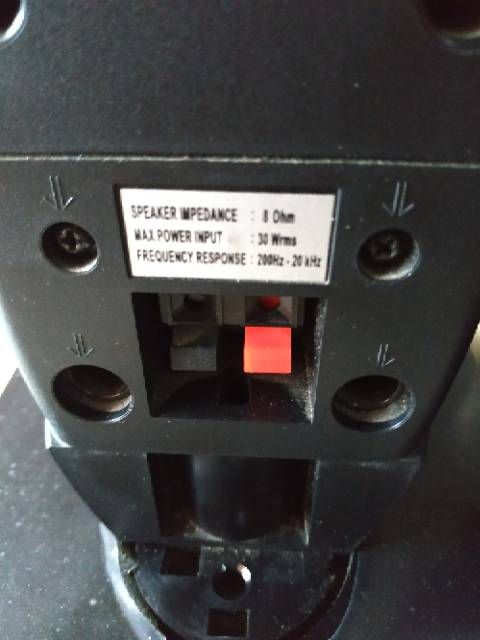 SPEAKER IMPEDANCE : 8 Ohm
MAX POWER INPUT : 30 Wrms
FREQUENCY RESPONSE : 200Hz - 20 kHz